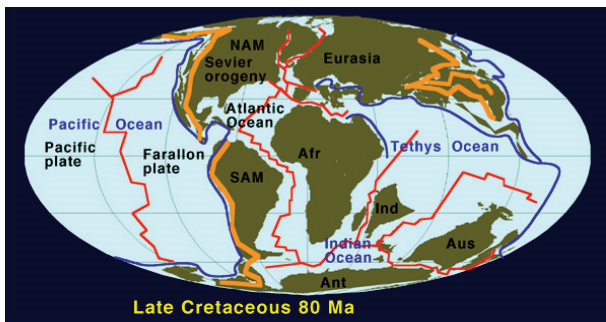 NAM
Sevier
orogeny
Eurasia
Atlantic
Ocean
Pacific Ocean
Pacific
plate
Farallon
plate
Afr
Tethys Ocean
SAM
Ind
Indian
Ocean
Aus
Ant
Late Cretaceous 80 Ma